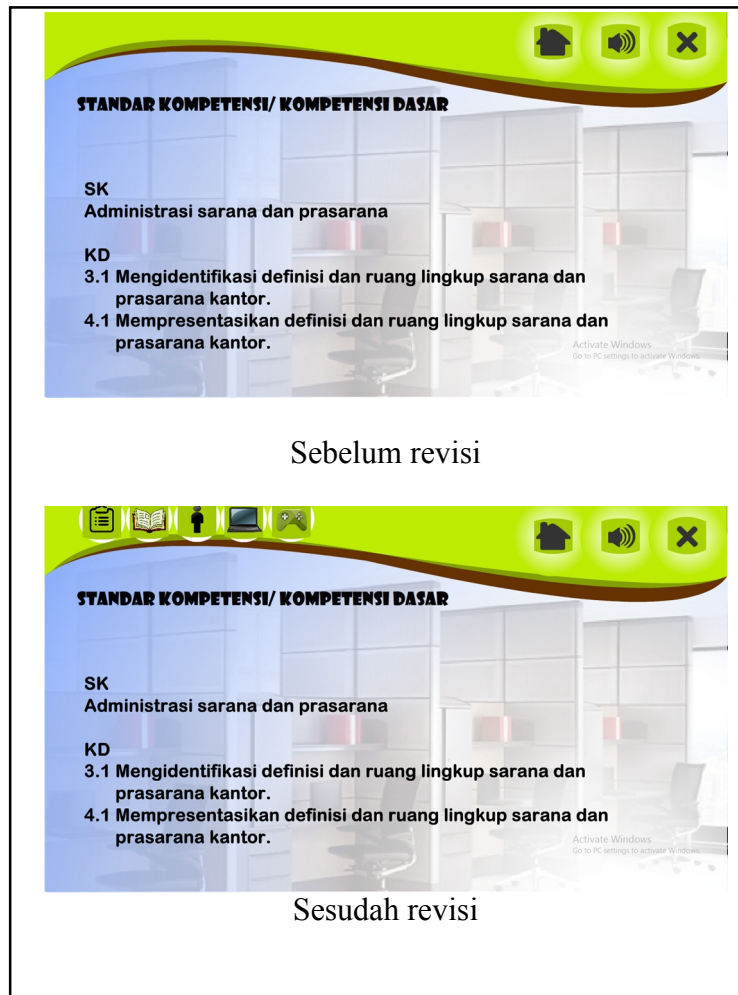 STANDAR KOMPETENSI/ KOMPETENSI DASAR
SK
Administrasi sarana dan prasarana
KD
3.1 Mengidentifikasi definisi dan ruang lingkup sarana dan
prasarana kantor.
4.1 Mempresentasikan definisi dan ruang lingkup sarana dan
prasarana kantor.
Activate Windows
Go to PC settings to activate Windows.
Sebelum revisi
STANDAR KOMPETENSI/ KOMPETENSI DASAR
SK
Administrasi sarana dan prasarana
KD
3.1 Mengidentifikasi definisi dan ruang lingkup sarana dan
prasarana kantor.
4.1 Mempresentasikan definisi dan ruang lingkup sarana dan
prasarana kantor.
Activate Windows
Go to PC settings to activate Windows.
Sesudah revisi